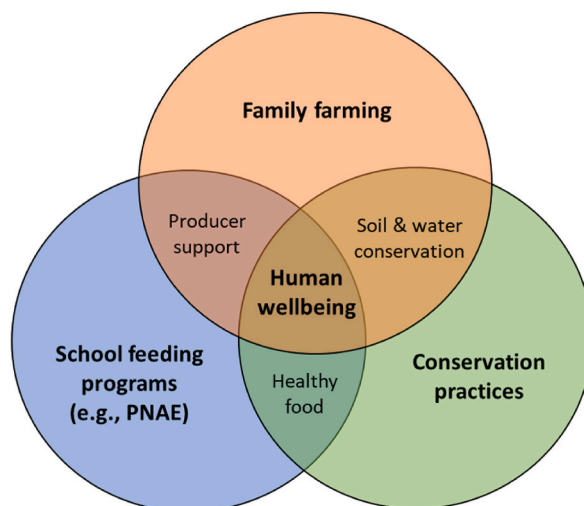 Family farming
Producer
support
Soil & water
conservation
Human
wellbeing
School feeding
programs
(e.g., PNAE)
Healthy
food
Conservation
practices